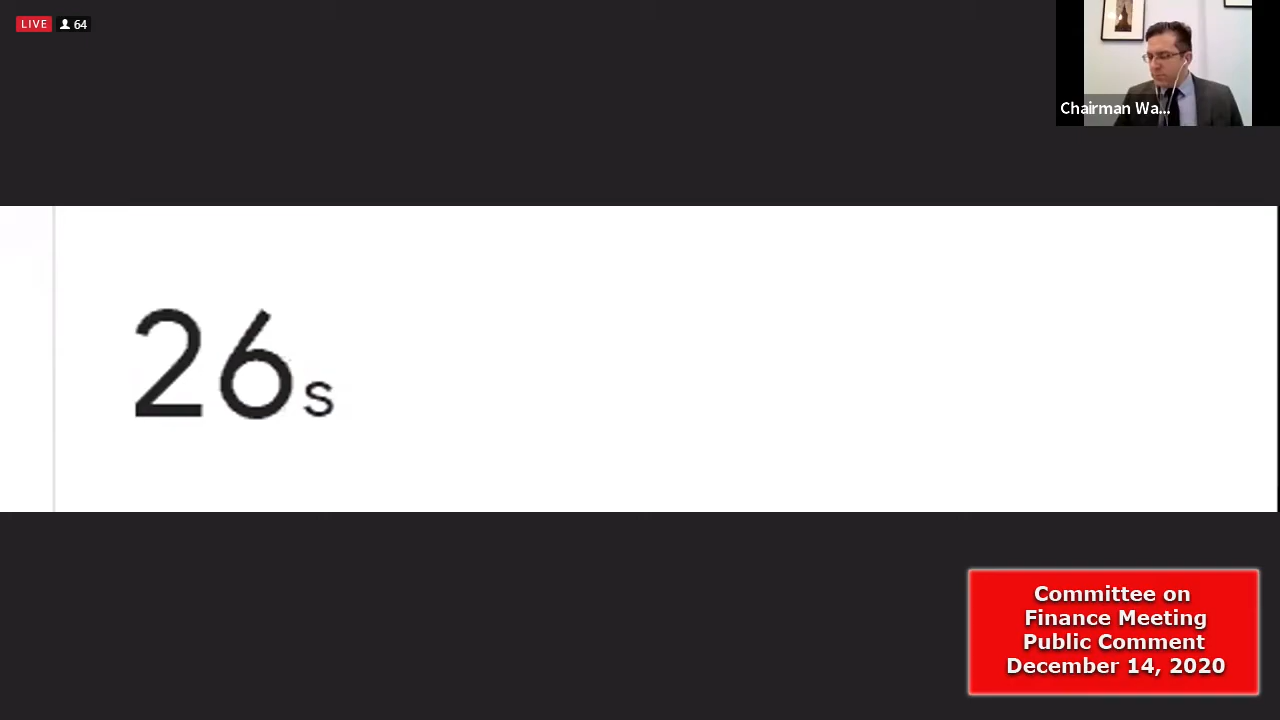 LIVE 64
Chairman Wa...
26s
Committee on
Finance Meeting
Public Comment
December 14, 2020